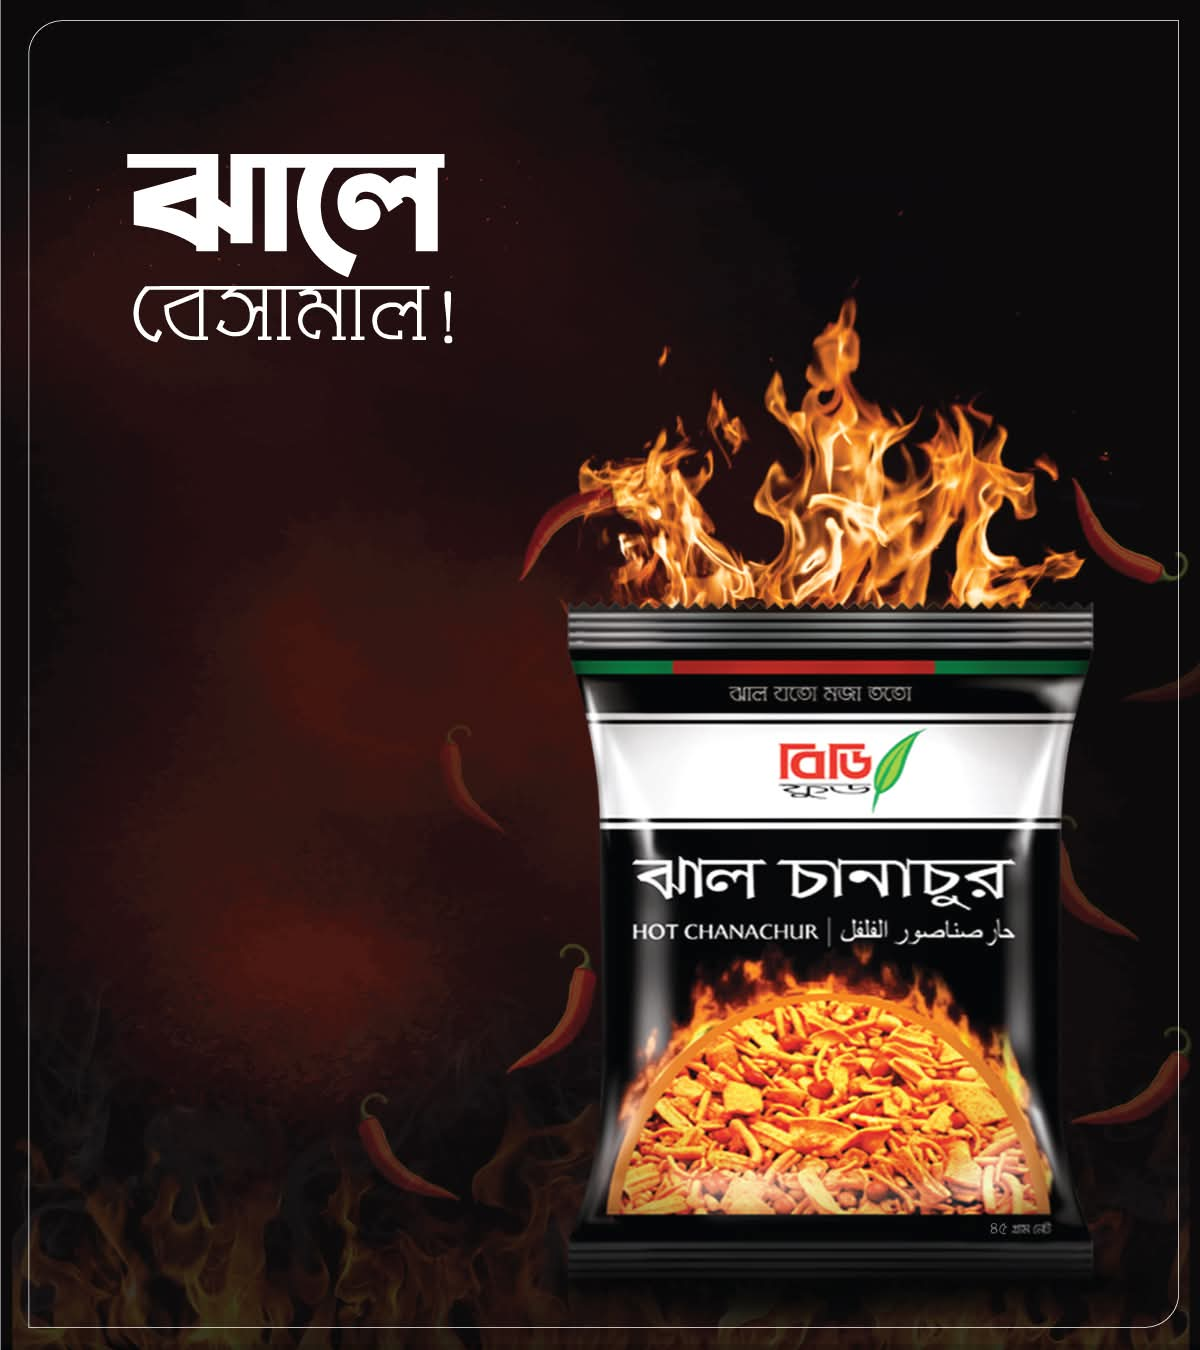 ঝালে
বেসামাল!
ঝাল যতো মজা ততো
বিডি
ফুড
ঝাল চানাচুর
HOT CHANACHUR | حار صناصور الفلفل
৪৫ গ্রাম নেট